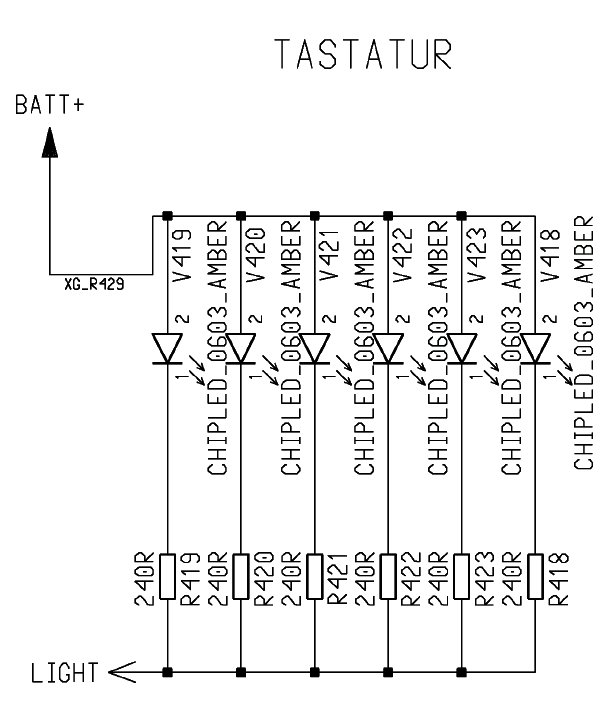 TASTATUR
BATT+
XG_R429
V419
2
1
CHIPLED_0603_AMBER
V420
2
1
CHIPLED_0603_AMBER
V421
2
1
CHIPLED_0603_AMBER
V422
2
1
CHIPLED_0603_AMBER
V423
2
1
CHIPLED_0603_AMBER
V418
2
1
CHIPLED_0603_AMBER
240R
R419
240R
R420
240R
R421
240R
R422
240R
R423
240R
R418
LIGHT